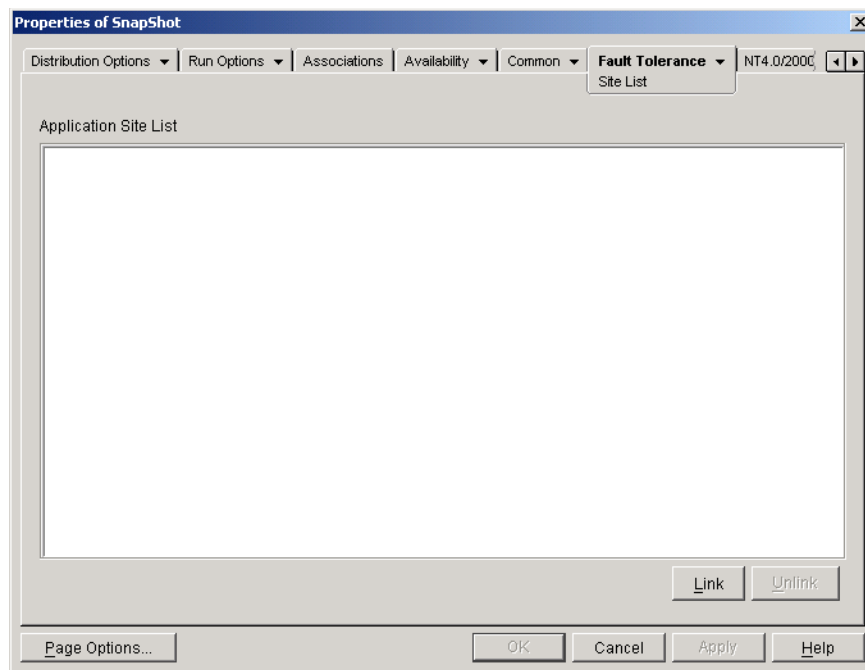 Properties of SnapShot
Distribution Options Run Options Associations Availability Common Fault Tolerance NT4.0/2000
Site List
Application Site List
Link Unlink
Page Options... OK Cancel Apply Help